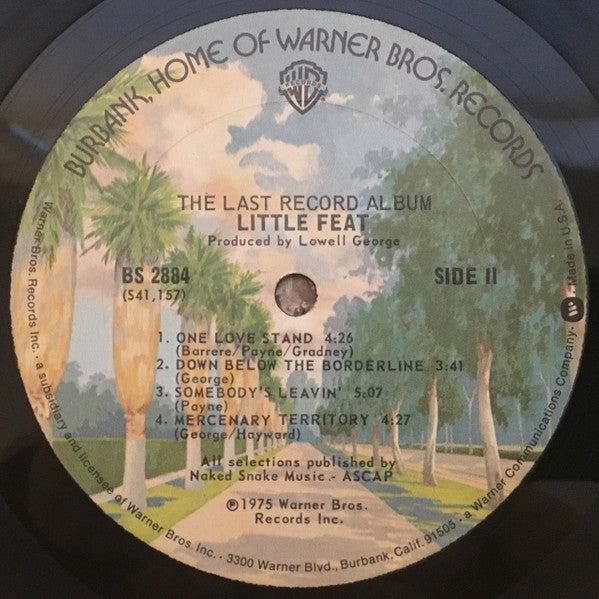 BURBANK, HOME OF WARNER BROS. RECORDS
RECORDS
WB
THE LAST RECORD ALBUM
LITTLE FEAT
Produced by Lowell George
BS 2884
(S41,157)
SIDE II
1. ONE LOVE STAND 4:26
(Barrere/Payne/Gradney)
2. DOWN BELOW THE BORDERLINE 3:41
(George)
3. SOMEBODY'S LEAVIN' 5:07
(Payne)
4. MERCENARY TERRITORY 4:27
(George/Hayward)
All selections published by
Naked Snake Music.- ASCAP
℗1975 Warner Bros.
Records Inc.
Warner Bros. Records Inc. · a subsidiary and licensee of Warner Bros. Inc. · 3300 Warner Blvd., Burbank, Calif. 91505 · a Warner Communications Company · Made in U.S.A.